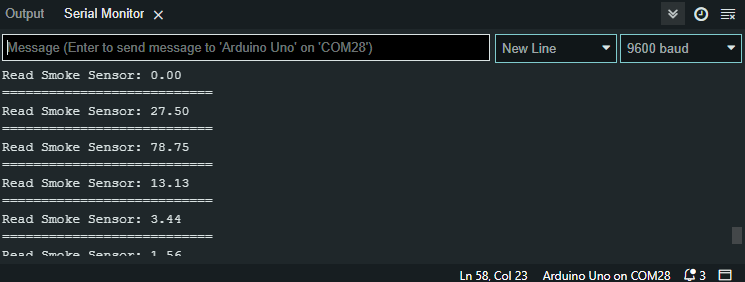 Output Serial Monitor
Message (Enter to send message to 'Arduino Uno' on 'COM28') New Line 9600 baud
Read Smoke Sensor: 0.00
===========================
Read Smoke Sensor: 27.50
===========================
Read Smoke Sensor: 78.75
===========================
Read Smoke Sensor: 13.13
===========================
Read Smoke Sensor: 3.44
===========================
Read Smoke Sensor: 1.56
Ln 58, Col 23 Arduino Uno on COM28 3